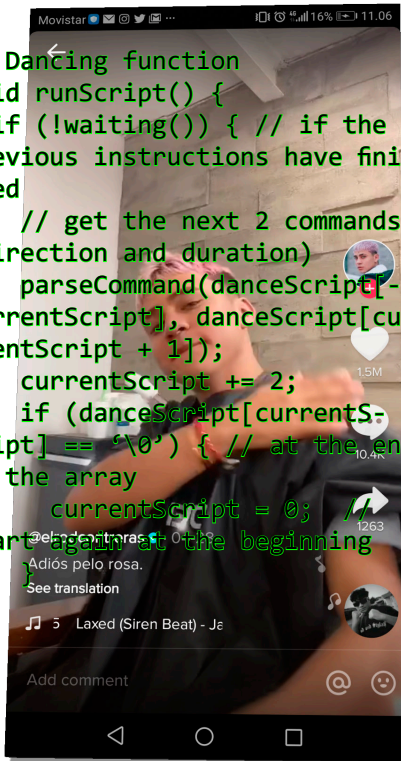 Movistar 16% 11.06
Dancing function
id runScript() {
if (!waiting()) { // if the
evious instructions have fini
ed
// get the next 2 commands
irection and duration)
parseCommand(danceScript[-
rrentScript], danceScript[cu
entScript + 1]);
currentScript += 2;
if (danceScript[currentS-
ipt] == '\0') { // at the en
the array
currentScript = 0; //
art again at the beginning
}
1.5M
10.4K
1263
@elrodcontreras
Adiós pelo rosa.
See translation
5 Laxed (Siren Beat) - Ja
Add comment